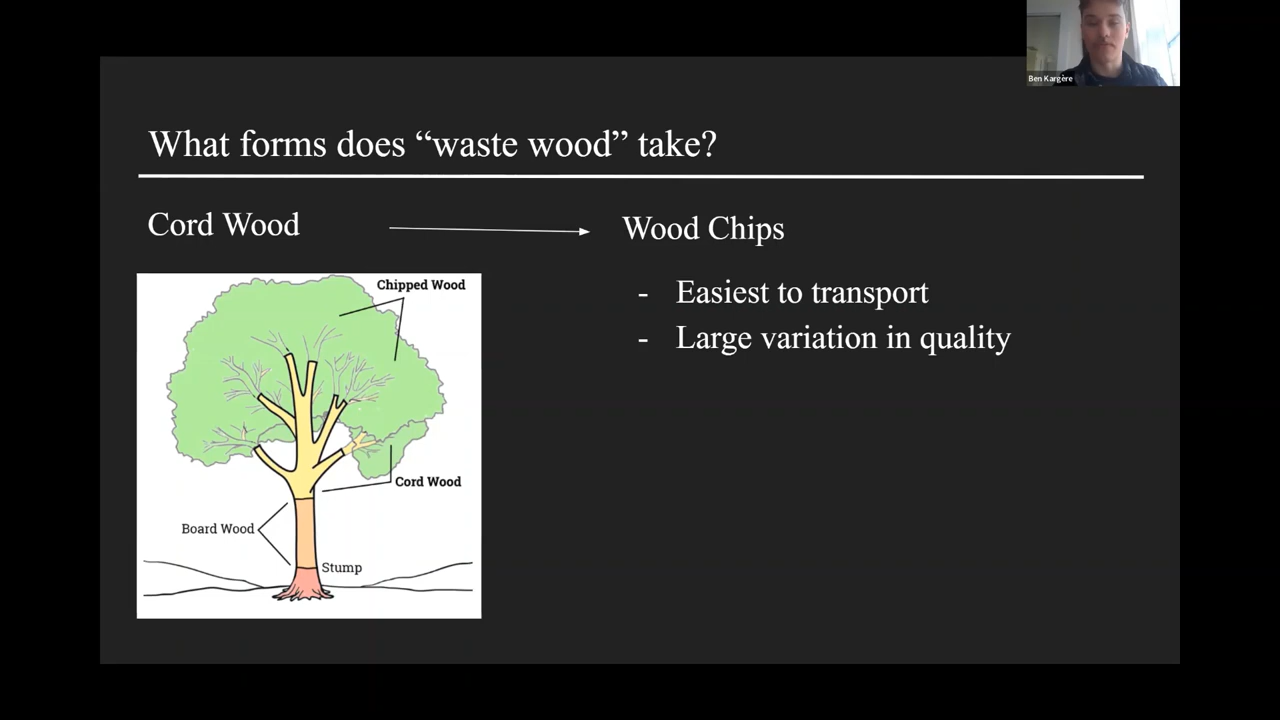 Ben Kargère
What forms does “waste wood” take?
Cord Wood
Wood Chips
- Easiest to transport
- Large variation in quality
Chipped Wood
Cord Wood
Board Wood
Stump